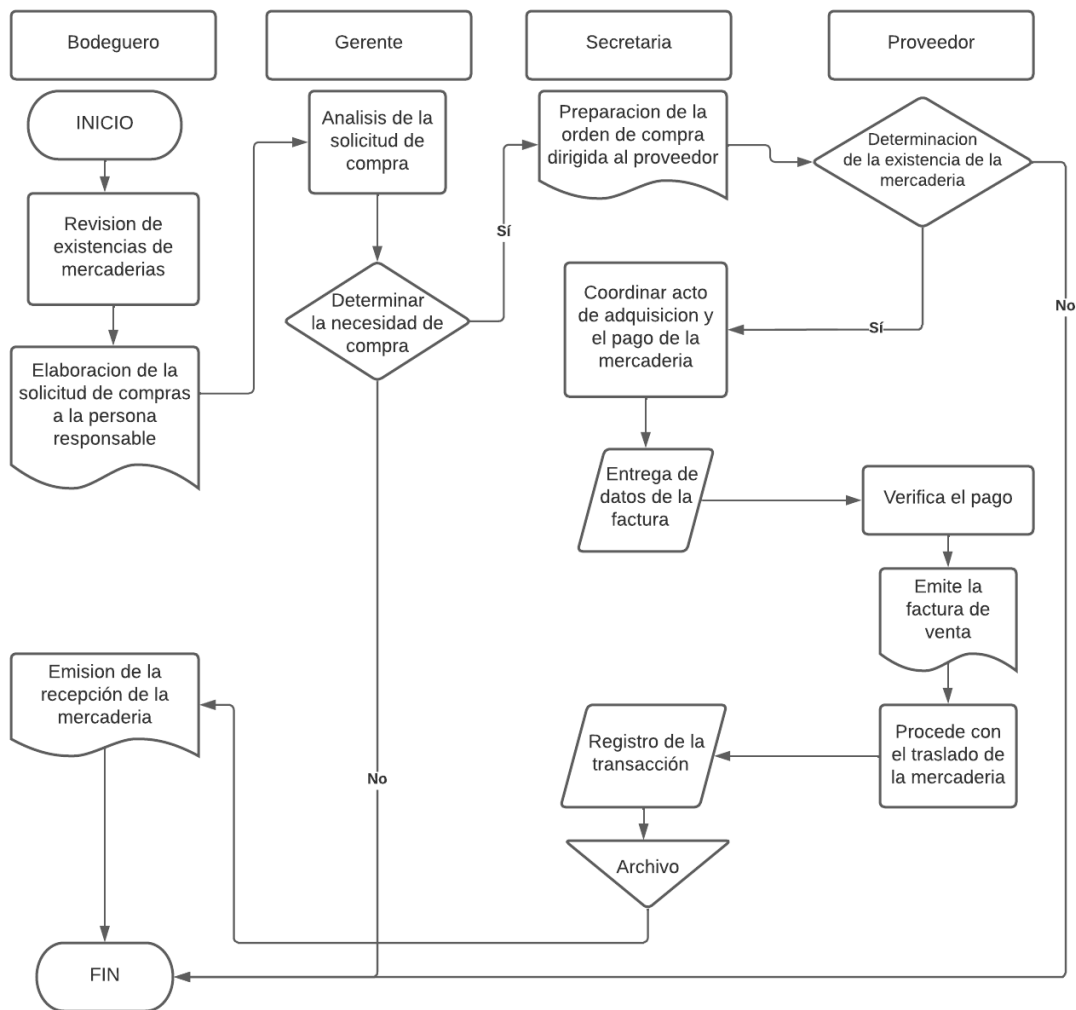 Bodeguero
Gerente
Secretaria
Proveedor
INICIO
Revision de
existencias de
mercaderias
Elaboracion de la
solicitud de compras
a la persona
responsable
Analisis de la
solicitud de
compra
Determinar
la necesidad de
compra
Sí
No
Preparacion de la
orden de compra
dirigida al proveedor
Determinacion
de la existencia de la
mercaderia
No
Sí
Coordinar acto
de adquisicion y
el pago de la
mercaderia
Entrega de
datos de la
factura
Verifica el pago
Emite la
factura de
venta
Procede con
el traslado de
la mercaderia
Registro de la
transacción
Archivo
Emision de la
recepción de la
mercaderia
FIN